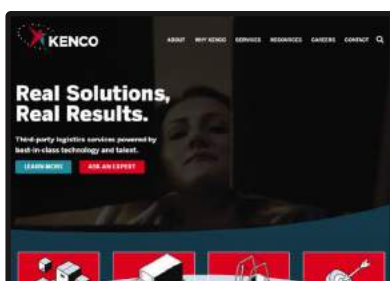 KENCO
ABOUT WHY KENCO SERVICES RESOURCES CAREERS CONTACT
Real Solutions,
Real Results.
Third-party logistics services powered by
best-in-class technology and talent.
LEARN MORE ASK AN EXPERT